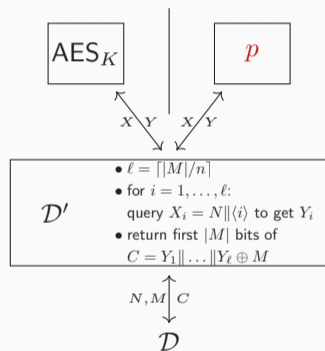 AES_K p
X Y X Y
D′
• ℓ = ⌈|M|/n⌉
• for i = 1, . . . , ℓ:
query X_i = N‖⟨i⟩ to get Y_i
• return first |M| bits of
C = Y_1‖ . . . ‖Y_ℓ ⊕ M
N, M C
D